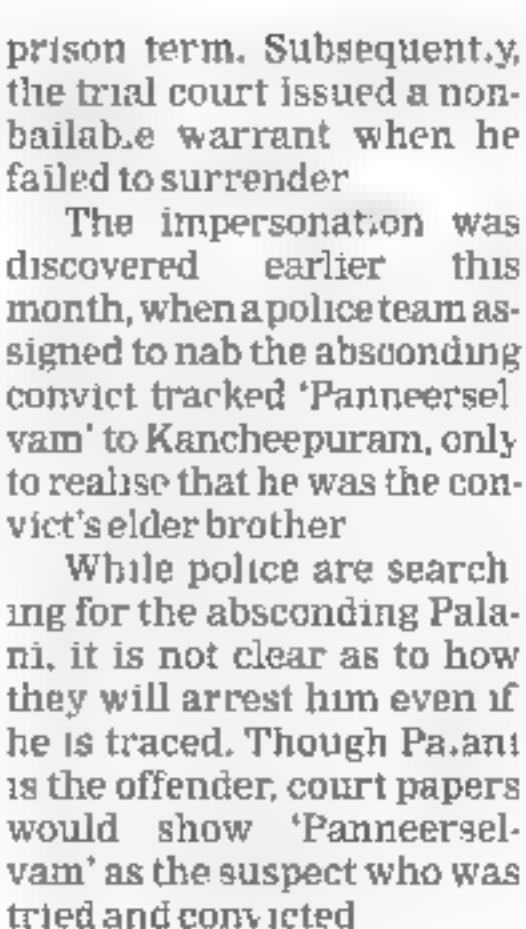 prison term. Subsequently,
the trial court issued a non-
bailable warrant when he
failed to surrender
The impersonation was
discovered earlier this
month, when a police team as-
signed to nab the absconding
convict tracked 'Panneersel
vam' to Kancheepuram, only
to realise that he was the con-
vict's elder brother
While police are search
ing for the absconding Pala-
ni, it is not clear as to how
they will arrest him even if
he is traced. Though Palani
is the offender, court papers
would show 'Panneersel-
vam' as the suspect who was
tried and convicted